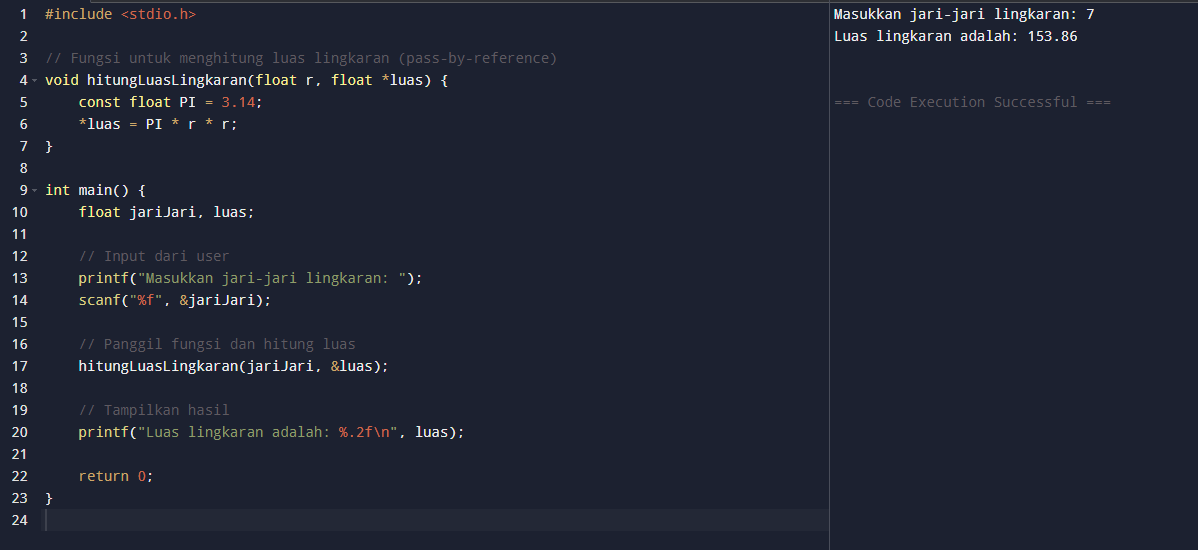 1 #include <stdio.h>
2
3 // Fungsi untuk menghitung luas lingkaran (pass-by-reference)
4 void hitungLuasLingkaran(float r, float *luas) {
5     const float PI = 3.14;
6     *luas = PI * r * r;
7 }
8
9 int main() {
10     float jariJari, luas;
11
12     // Input dari user
13     printf("Masukkan jari-jari lingkaran: ");
14     scanf("%f", &jariJari);
15
16     // Panggil fungsi dan hitung luas
17     hitungLuasLingkaran(jariJari, &luas);
18
19     // Tampilkan hasil
20     printf("Luas lingkaran adalah: %.2f\n", luas);
21
22     return 0;
23 }
24
Masukkan jari-jari lingkaran: 7
Luas lingkaran adalah: 153.86
=== Code Execution Successful ===